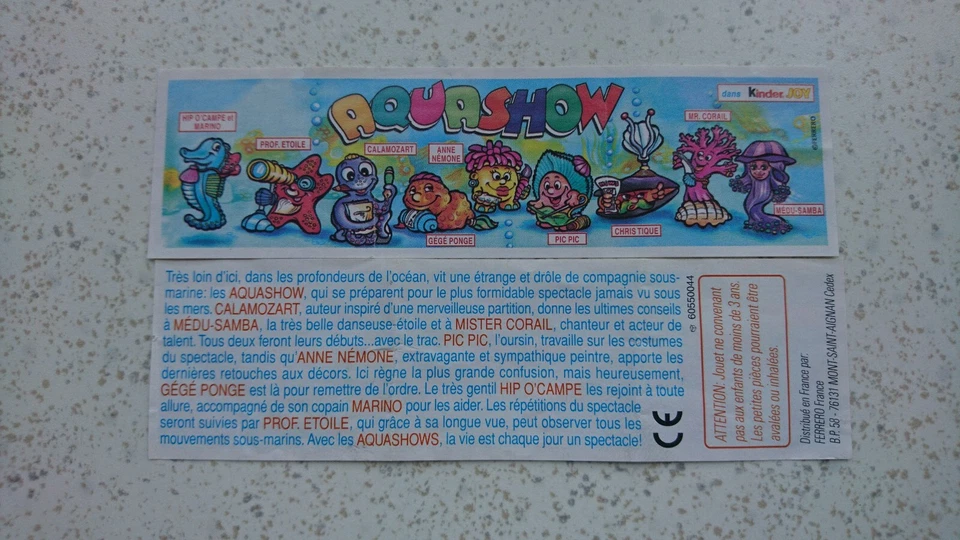 AQUASHOW
dans kinder JOY
HIP O'CAMPE et
MARINO
PROF. ETOILE
CALAMOZART
ANNE
NÉMONE
MR. CORAIL
GÉGÉ PONGE
PIC PIC
CHRIS TIQUE
MÉDU-SAMBA
Très loin d'ici, dans les profondeurs de l'océan, vit une étrange et drôle de compagnie sous-
marine: les AQUASHOW, qui se préparent pour le plus formidable spectacle jamais vu sous
les mers. CALAMOZART, auteur inspiré d'une merveilleuse partition, donne les ultimes conseils
à MÉDU-SAMBA, la très belle danseuse-étoile et à MISTER CORAIL, chanteur et acteur de
talent. Tous deux feront leurs débuts...avec le trac. PIC PIC, l'oursin, travaille sur les costumes
du spectacle, tandis qu'ANNE NÉMONE, extravagante et sympathique peintre, apporte les
dernières retouches aux décors. Ici règne la plus grande confusion, mais heureusement,
GÉGÉ PONGE est là pour remettre de l'ordre. Le très gentil HIP O'CAMPE les rejoint à toute
allure, accompagné de son copain MARINO pour les aider. Les répétitions du spectacle
seront suivies par PROF. ETOILE, qui grâce à sa longue vue, peut observer tous les
mouvements sous-marins. Avec les AQUASHOWS, la vie est chaque jour un spectacle!
CE
60550044
ATTENTION: Jouet ne convenant
pas aux enfants de moins de 3 ans.
Les petites pièces pourraient être
avalées ou inhalées.
Distribué en France par:
FERRERO France
B.P. 58 - 76131 MONT-SAINT-AIGNAN Cedex